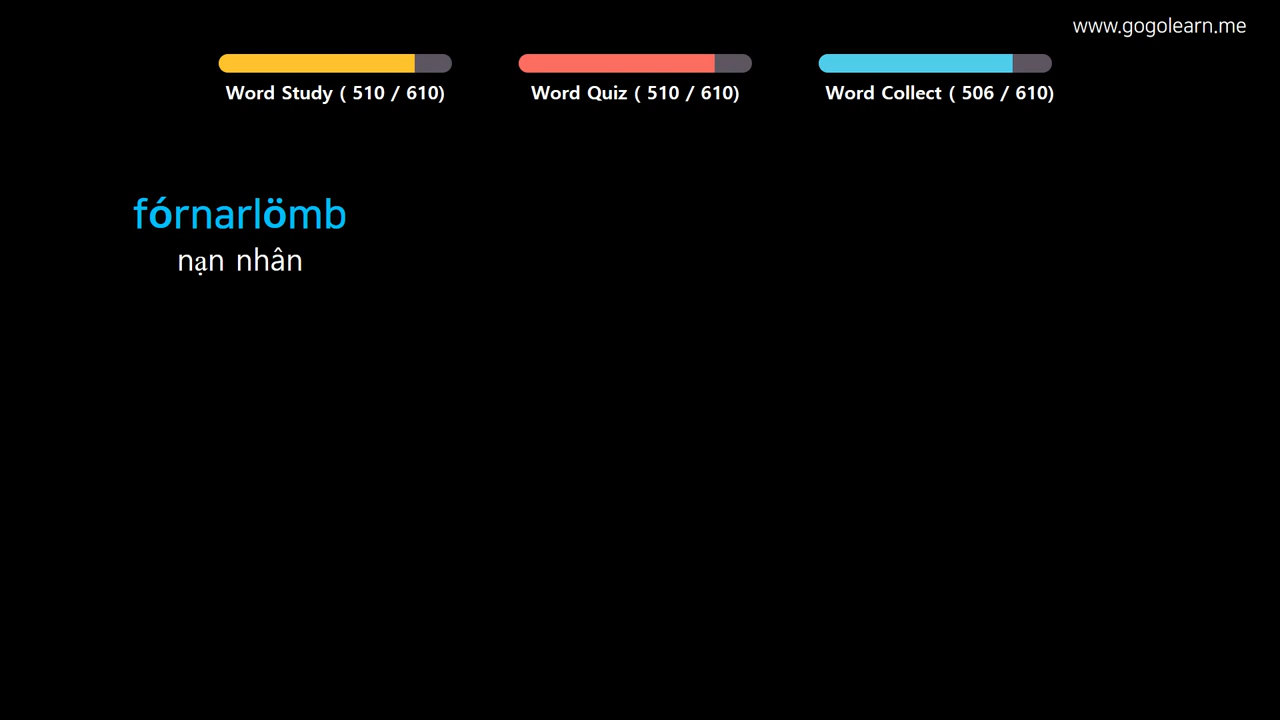 www.gogolearn.me
Word Study ( 510 / 610)
Word Quiz ( 510 / 610)
Word Collect ( 506 / 610)
fórnarlömb
nạn nhân